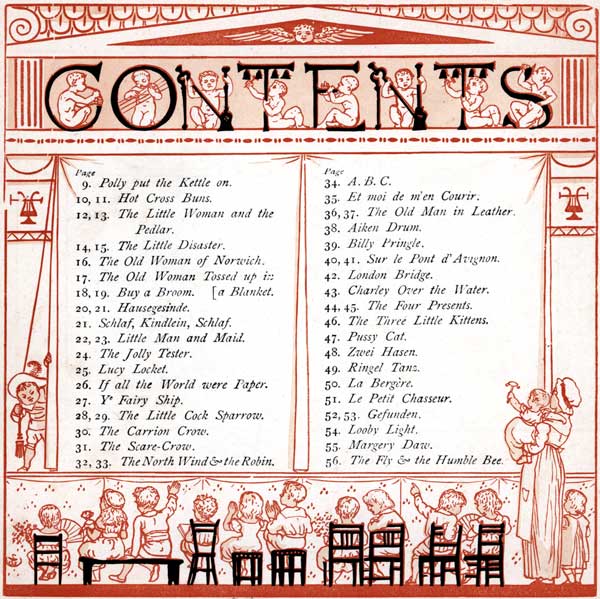 CONTENTS
Page
9. Polly put the Kettle on.
10, 11. Hot Cross Buns.
12, 13. The Little Woman and the
Pedlar.
14, 15. The Little Disaster.
16. The Old Woman of Norwich.
17. The Old Woman Tossed up in
18, 19. Buy a Broom. [a Blanket.
20, 21. Hausegesinde.
21. Schlaf, Kindlein, Schlaf.
22, 23. Little Man and Maid.
24. The Jolly Tester.
25. Lucy Locket.
26. If all the World were Paper.
27. Ye Fairy Ship.
28, 29. The Little Cock Sparrow.
30. The Carrion Crow.
31. The Scare-Crow.
32, 33. The North Wind & the Robin.
Page
34. A. B. C.
35. Et moi de m'en Courir.
36, 37. The Old Man in Leather.
38. Aiken Drum.
39. Billy Pringle.
40, 41. Sur le Pont d'Avignon.
42. London Bridge.
43. Charley Over the Water.
44, 45. The Four Presents.
46. The Three Little Kittens.
47. Pussy Cat.
48. Zwei Hasen.
49. Ringel Tanz.
50. La Bergère.
51. Le Petit Chasseur.
52, 53. Gefunden.
54. Looby Light.
55. Margery Daw.
56. The Fly & the Humble Bee.